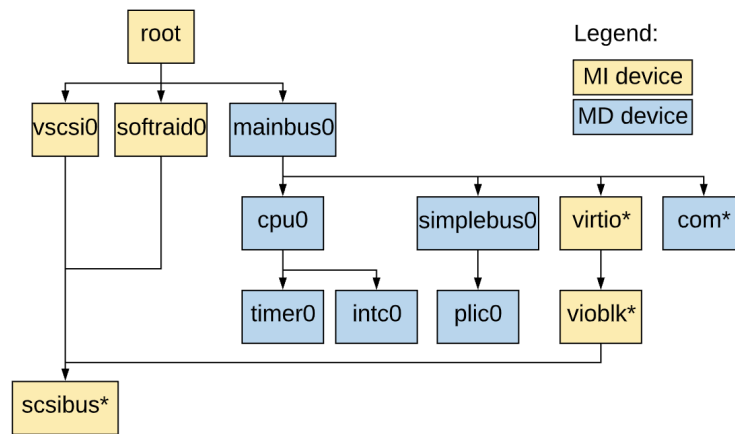 root
Legend:
MI device
MD device
vscsi0
softraid0
mainbus0
cpu0
simplebus0
virtio*
com*
timer0
intc0
plic0
vioblk*
scsibus*